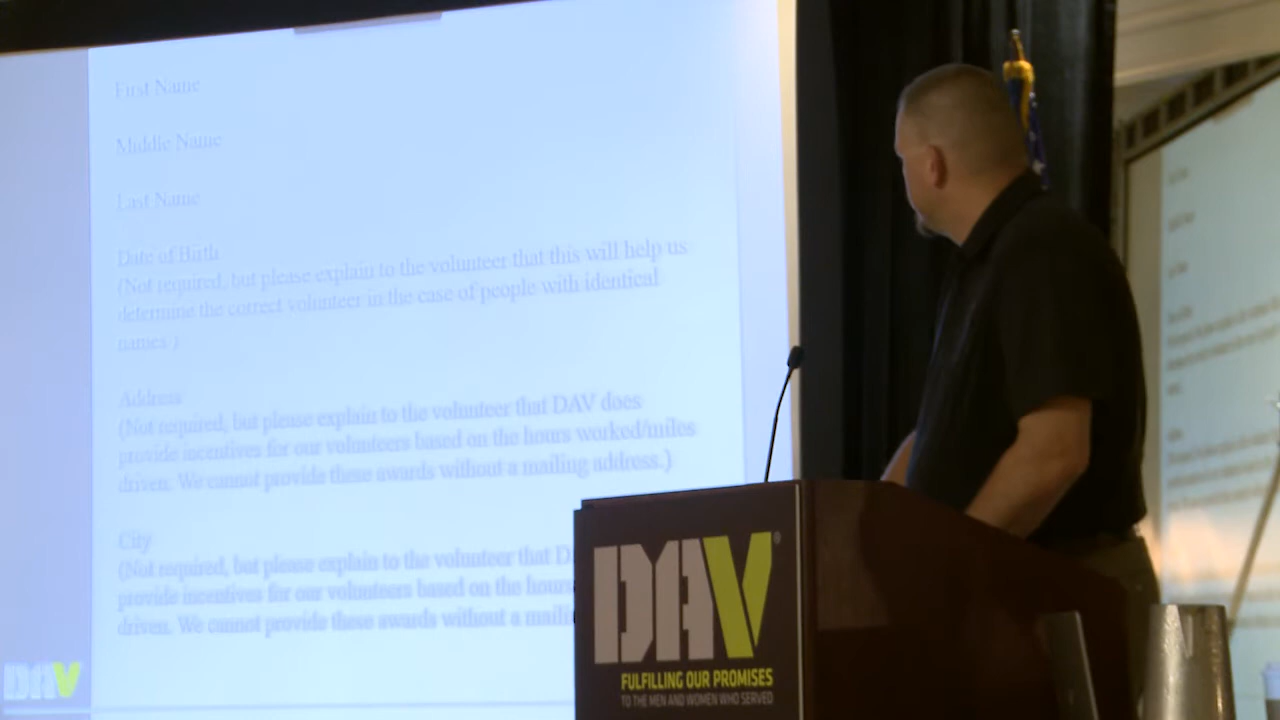 First Name
Middle Name
Last Name
Date of Birth
(Not required, but please explain to the volunteer that this will help us
determine the correct volunteer in the case of people with identical
names.)
Address
(Not required, but please explain to the volunteer that DAV does
provide incentives for our volunteers based on the hours worked/miles
driven. We cannot provide these awards without a mailing address.)
City
(Not required, but please explain to the volunteer that D
provide incentives for our volunteers based on the hours
driven. We cannot provide these awards without a maili
DAV
DAV®
FULFILLING OUR PROMISES
TO THE MEN AND WOMEN WHO SERVED